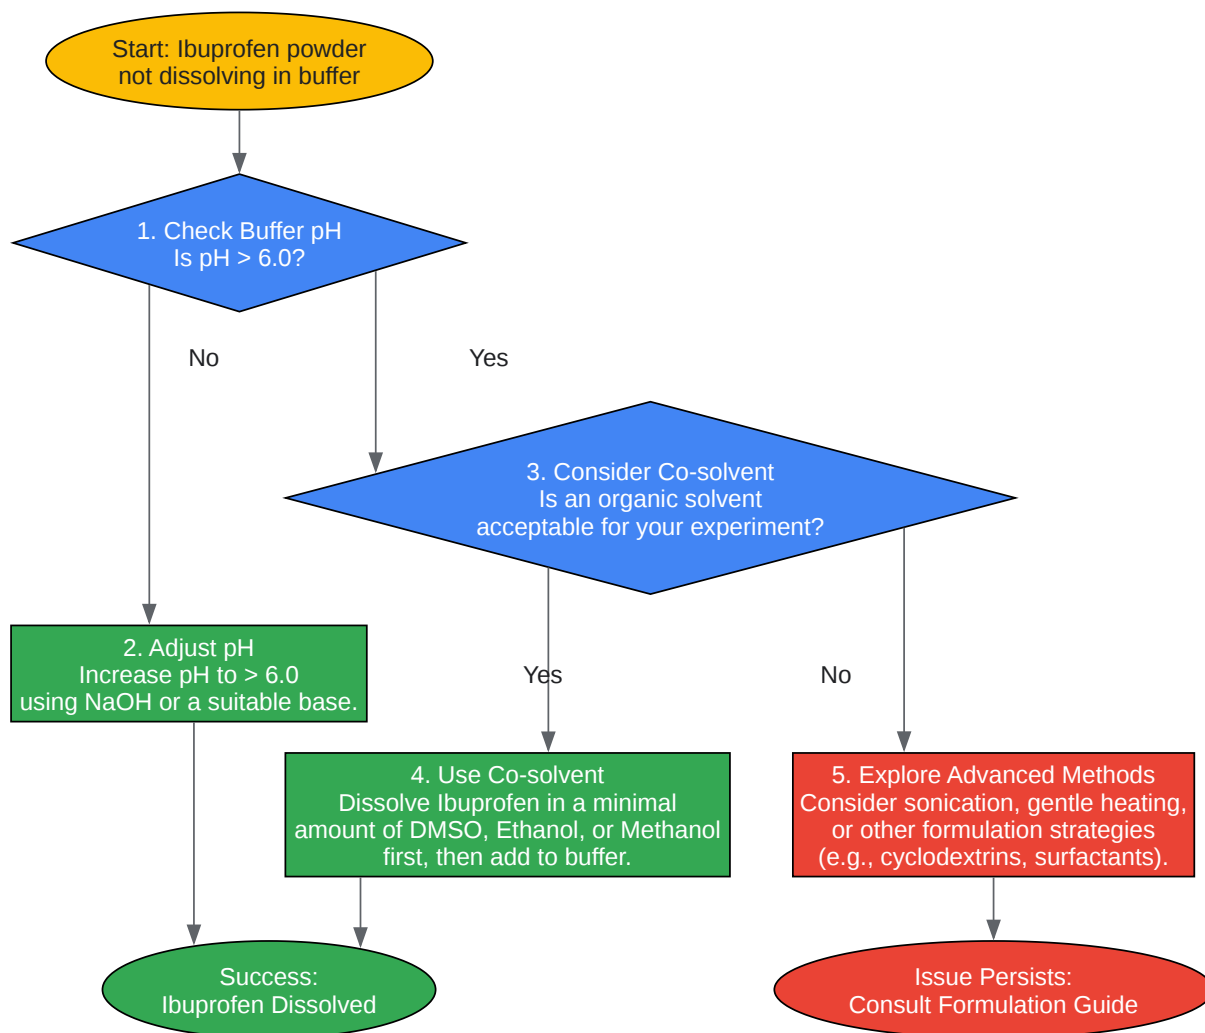 Start: Ibuprofen powder
not dissolving in buffer
1. Check Buffer pH
Is pH > 6.0?
No
Yes
3. Consider Co-solvent
Is an organic solvent
acceptable for your experiment?
2. Adjust pH
Increase pH to > 6.0
using NaOH or a suitable base.
Yes
No
4. Use Co-solvent
Dissolve Ibuprofen in a minimal
amount of DMSO, Ethanol, or Methanol
first, then add to buffer.
5. Explore Advanced Methods
Consider sonication, gentle heating,
or other formulation strategies
(e.g., cyclodextrins, surfactants).
Success:
Ibuprofen Dissolved
Issue Persists:
Consult Formulation Guide